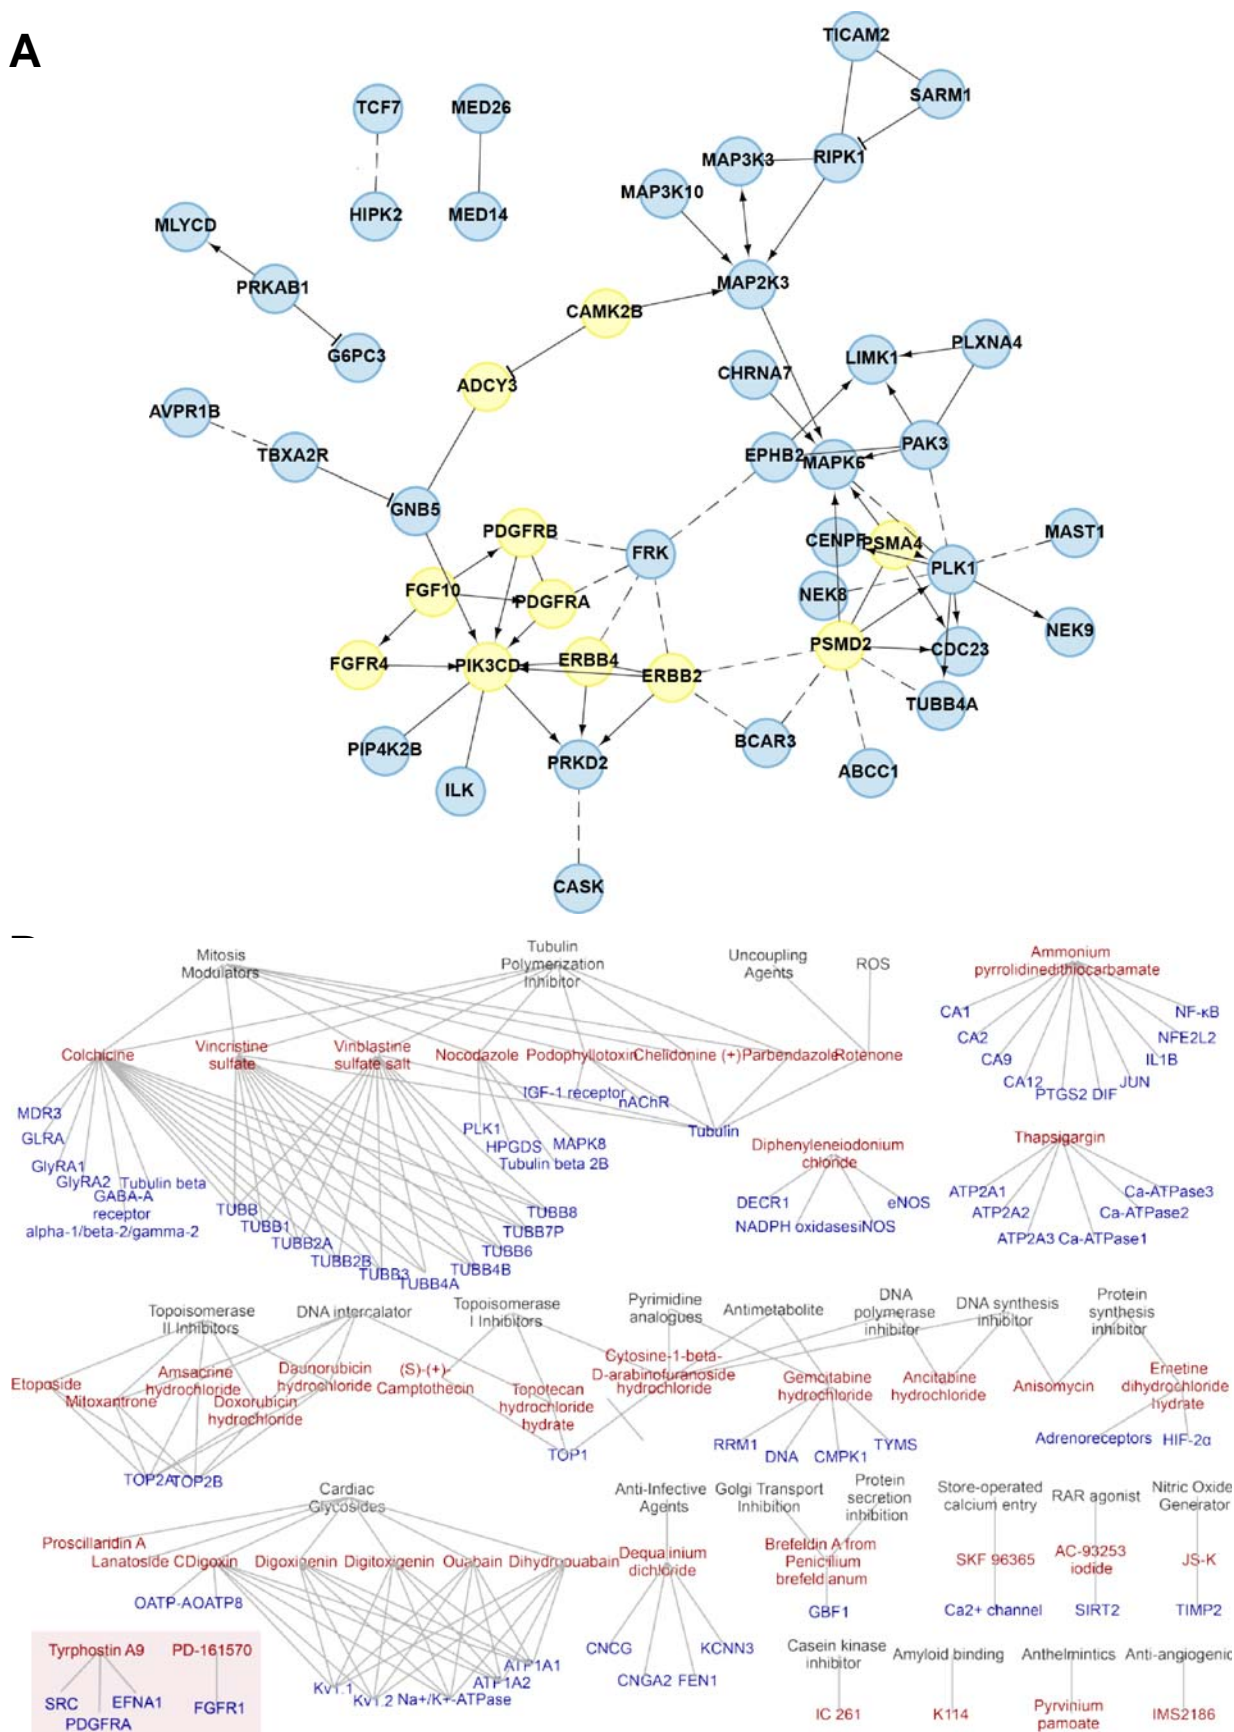 A
TICAM2
SARM1
TCF7
MED26
MAP3K3
RIPK1
MAP3K10
HIPK2
MED14
MLYCD
PRKAB1
MAP2K3
CAMK2B
G6PC3
LIMK1
PLXNA4
CHRNA7
ADCY3
AVPR1B
TBXA2R
EPHB2
MAPK6
PAK3
GNB5
PDGFRB
FRK
CENPF
PSMA4
MAST1
PLK1
FGF10
PDGFRA
NEK8
NEK9
FGFR4
PIK3CD
ERBB4
ERBB2
PSMD2
CDC23
TUBB4A
PIP4K2B
PRKD2
BCAR3
ABCC1
ILK
CASK
Mitosis
Modulators
Tubulin
Polymerization
Inhibitor
Uncoupling
Agents
ROS
Ammonium
pyrrolidinedithiocarbamate
CA1
CA2
CA9
CA12
PTGS2
DIF
JUN
IL1B
NFE2L2
NF-κB
Colchicine
Vincristine
sulfate
Vinblastine
sulfate salt
Nocodazole
Podophyllotoxin
Chelidonine (+)
Parbendazole
Rotenone
MDR3
GLRA
GlyRA1
GlyRA2
GABA-A
receptor
alpha-1/beta-2/gamma-2
Tubulin beta
IGF-1 receptor
nAChR
Tubulin
PLK1
HPGDS
MAPK8
Tubulin beta 2B
TUBB
TUBB1
TUBB2A
TUBB2B
TUBB3
TUBB4A
TUBB4B
TUBB6
TUBB7P
TUBB8
Diphenyleneiodonium
chloride
DECR1
NADPH oxidases
iNOS
eNOS
Thapsigargin
ATP2A1
ATP2A2
ATP2A3
Ca-ATPase1
Ca-ATPase2
Ca-ATPase3
Topoisomerase
II Inhibitors
DNA intercalator
Topoisomerase
I Inhibitors
Pyrimidine
analogues
Antimetabolite
DNA
polymerase
inhibitor
DNA synthesis
inhibitor
Protein
synthesis
inhibitor
Etoposide
Mitoxantrone
Amsacrine
hydrochloride
Doxorubicin
hydrochloride
Daunorubicin
hydrochloride
(S)-(+)-
Camptothecin
Topotecan
hydrochloride
hydrate
Cytosine-1-beta-
D-arabinofuranoside
hydrochloride
Gemcitabine
hydrochloride
Ancitabine
hydrochloride
Anisomycin
Emetine
dihydrochloride
hydrate
TOP2A
TOP2B
TOP1
RRM1
DNA
CMPK1
TYMS
Adrenoreceptors
HIF-2α
Cardiac
Glycosides
Anti-Infective
Agents
Golgi Transport
Inhibition
Protein
secretion
inhibition
Store-operated
calcium entry
RAR agonist
Nitric Oxide
Generator
Proscillaridin A
Lanatoside C
Digoxin
Digoxigenin
Digitoxigenin
Ouabain
Dihydroouabain
Dequalinium
dichloride
Brefeldin A from
Penicilium
brefeldianum
SKF 96365
AC-93253
iodide
JS-K
OATP-A
OATP8
GBF1
Ca2+ channel
SIRT2
TIMP2
Kv1.1
Kv1.2
Na+/K+-ATPase
ATP1A2
ATP1A1
CNCG
CNGA2
FEN1
KCNN3
Tyrphostin A9
PD-161570
SRC
PDGFRA
EFNA1
FGFR1
Casein kinase
inhibitor
Amyloid binding
Anthelmintics
Anti-angiogenic
IC 261
K114
Pyrvinium
pamoate
IMS2186